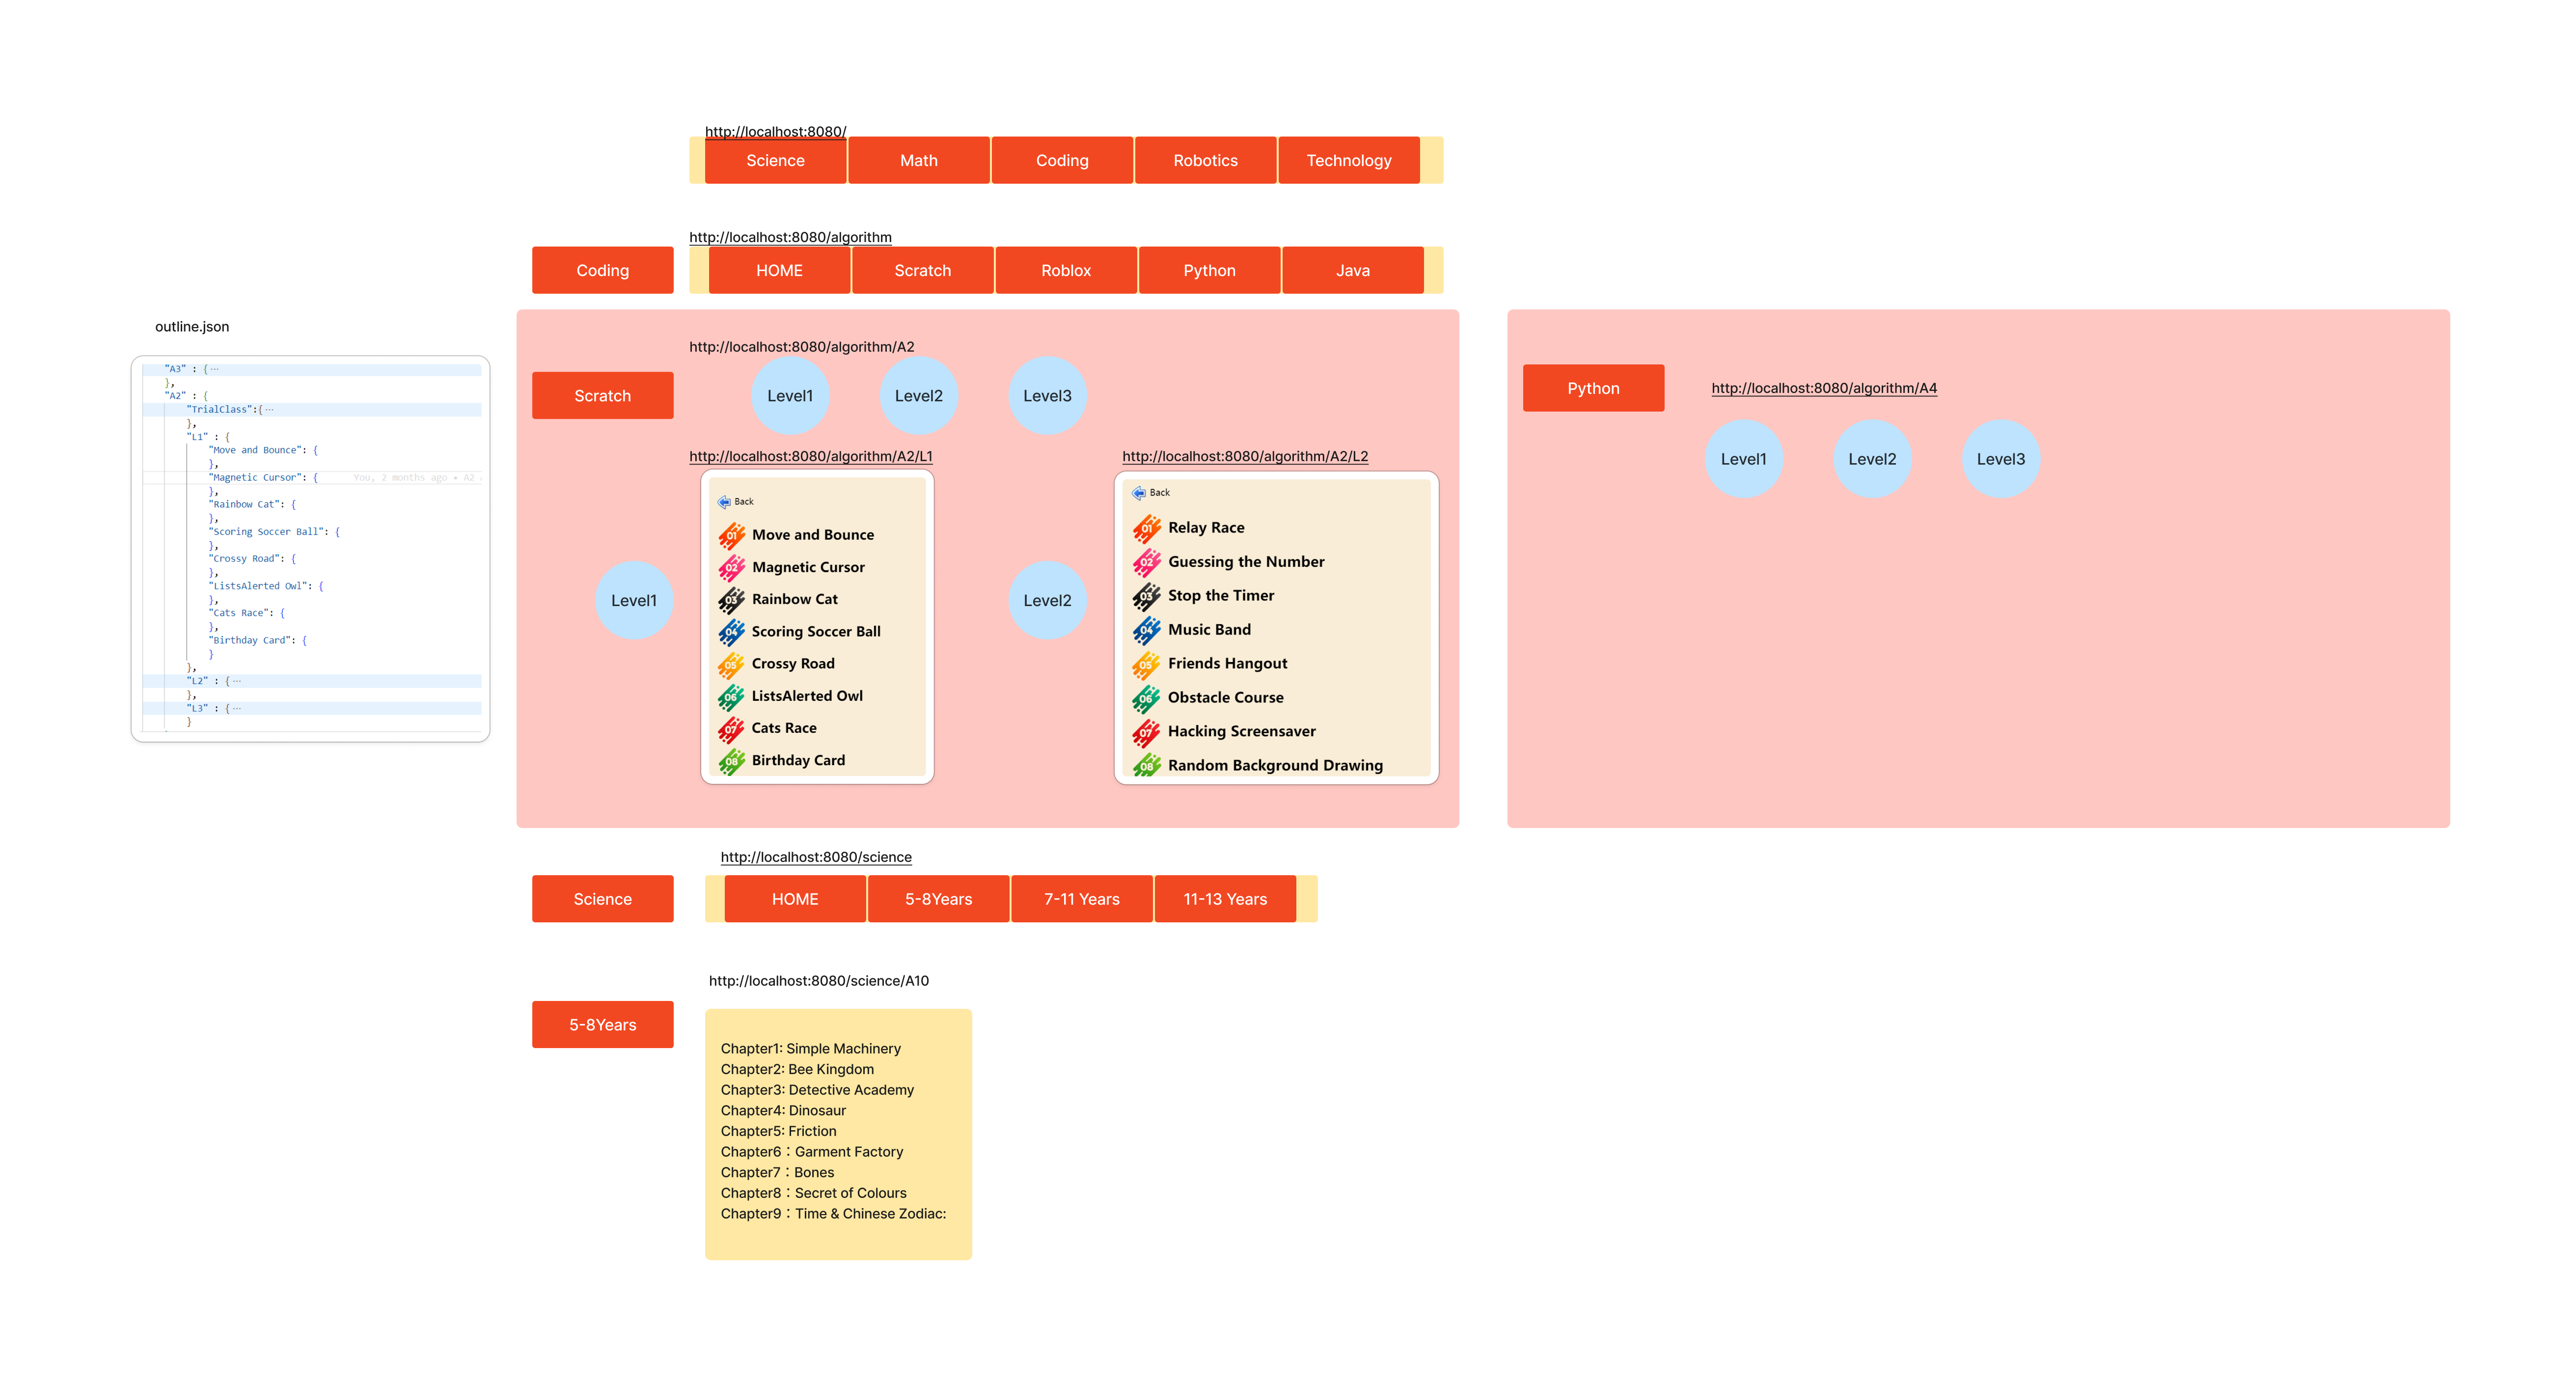 http://localhost:8080/
Science
Math
Coding
Robotics
Technology
http://localhost:8080/algorithm
Coding
HOME
Scratch
Roblox
Python
Java
outline.json
"A3" : { ⋯
},
"A2" : {
"TrialClass":{ ⋯
},
"L1" : {
"Move and Bounce": {
},
"Magnetic Cursor": { You, 2 months ago • A2
},
"Rainbow Cat": {
},
"Scoring Soccer Ball": {
},
"Crossy Road": {
},
"ListsAlerted Owl": {
},
"Cats Race": {
},
"Birthday Card": {
}
},
"L2" : { ⋯
},
"L3" : { ⋯
}
http://localhost:8080/algorithm/A2
Scratch
Level1
Level2
Level3
http://localhost:8080/algorithm/A2/L1
Level1
Back
01 Move and Bounce
02 Magnetic Cursor
03 Rainbow Cat
04 Scoring Soccer Ball
05 Crossy Road
06 ListsAlerted Owl
07 Cats Race
08 Birthday Card
http://localhost:8080/algorithm/A2/L2
Level2
Back
01 Relay Race
02 Guessing the Number
03 Stop the Timer
04 Music Band
05 Friends Hangout
06 Obstacle Course
07 Hacking Screensaver
08 Random Background Drawing
Python
http://localhost:8080/algorithm/A4
Level1
Level2
Level3
http://localhost:8080/science
Science
HOME
5-8Years
7-11 Years
11-13 Years
http://localhost:8080/science/A10
5-8Years
Chapter1: Simple Machinery
Chapter2: Bee Kingdom
Chapter3: Detective Academy
Chapter4: Dinosaur
Chapter5: Friction
Chapter6：Garment Factory
Chapter7：Bones
Chapter8：Secret of Colours
Chapter9：Time & Chinese Zodiac: